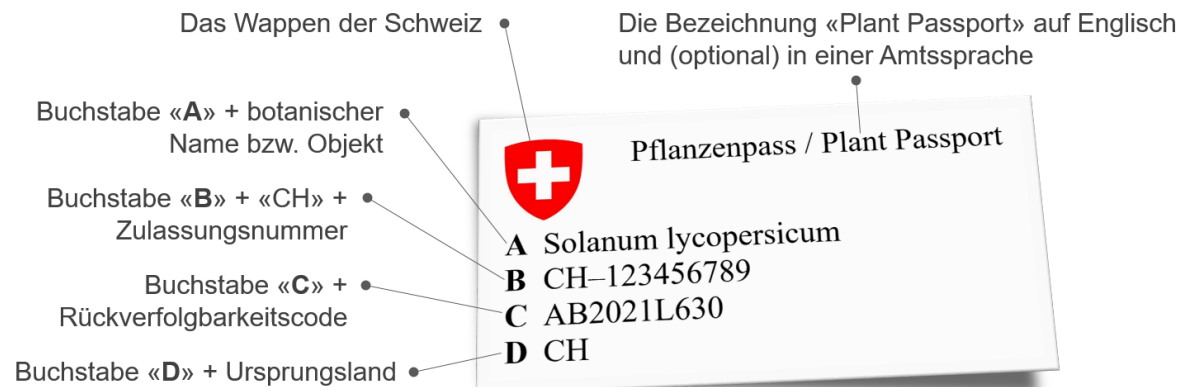 Das Wappen der Schweiz
Die Bezeichnung «Plant Passport» auf Englisch
und (optional) in einer Amtssprache
Buchstabe «A» + botanischer
Name bzw. Objekt
Buchstabe «B» + «CH» +
Zulassungsnummer
Buchstabe «C» +
Rückverfolgbarkeitscode
Buchstabe «D» + Ursprungsland
Pflanzenpass / Plant Passport
A Solanum lycopersicum
B CH–123456789
C AB2021L630
D CH